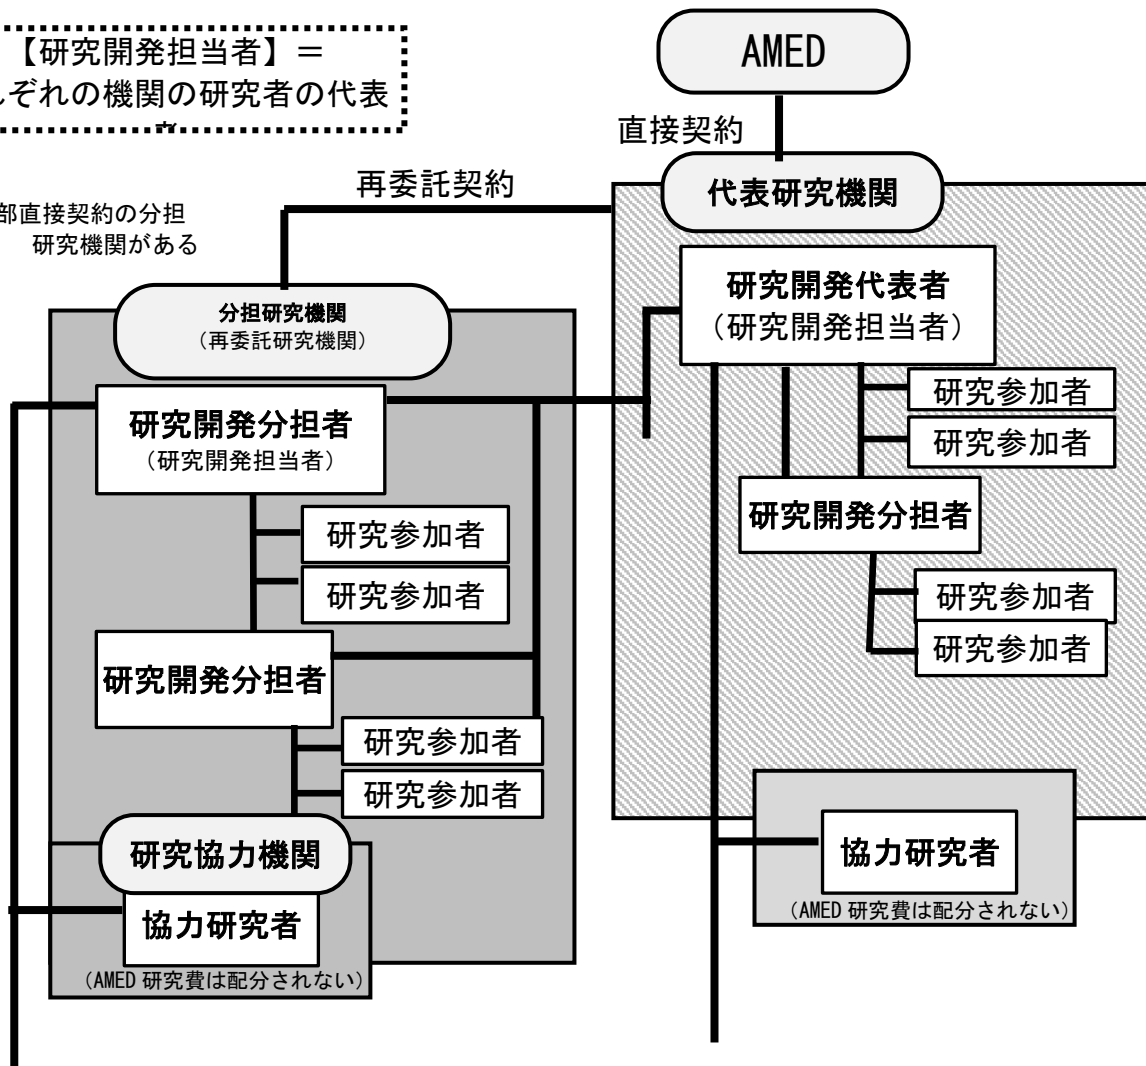 【研究開発担当者】＝
ぞれの機関の研究者の代表
AMED
直接契約
代表研究機関
再委託契約
部直接契約の分担
研究機関がある
分担研究機関
（再委託研究機関）
研究開発代表者
（研究開発担当者）
研究参加者
研究参加者
研究開発分担者
研究参加者
研究参加者
研究開発分担者
（研究開発担当者）
研究参加者
研究参加者
研究開発分担者
研究参加者
研究参加者
研究協力機関
協力研究者
（AMED 研究費は配分されない）
協力研究者
（AMED 研究費は配分されない）